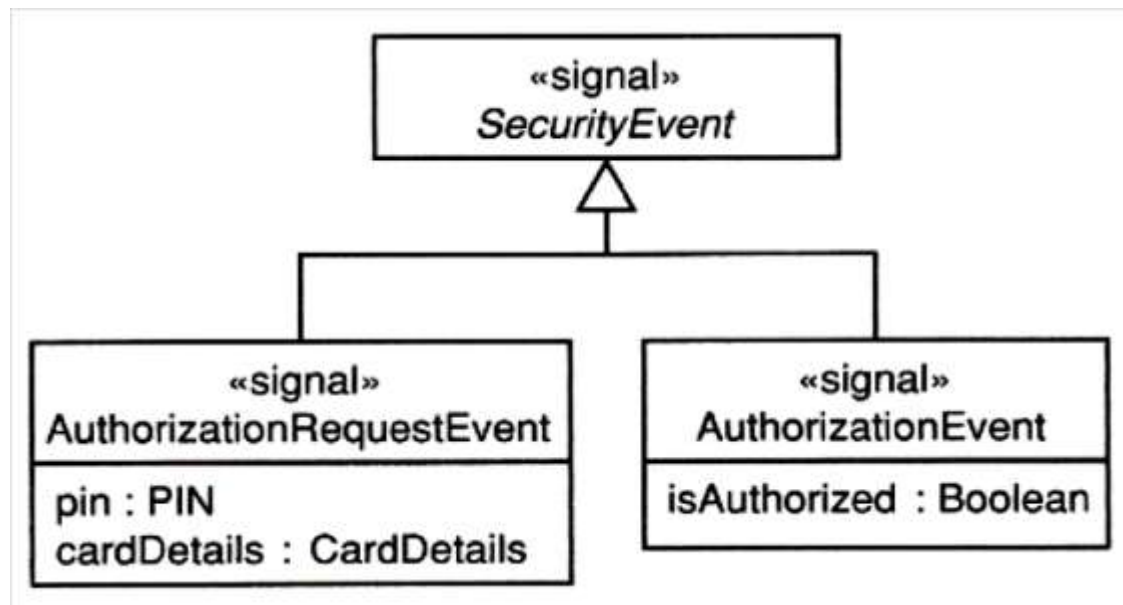 «signal»
SecurityEvent
«signal»
AuthorizationRequestEvent
pin : PIN
cardDetails : CardDetails
«signal»
AuthorizationEvent
isAuthorized : Boolean